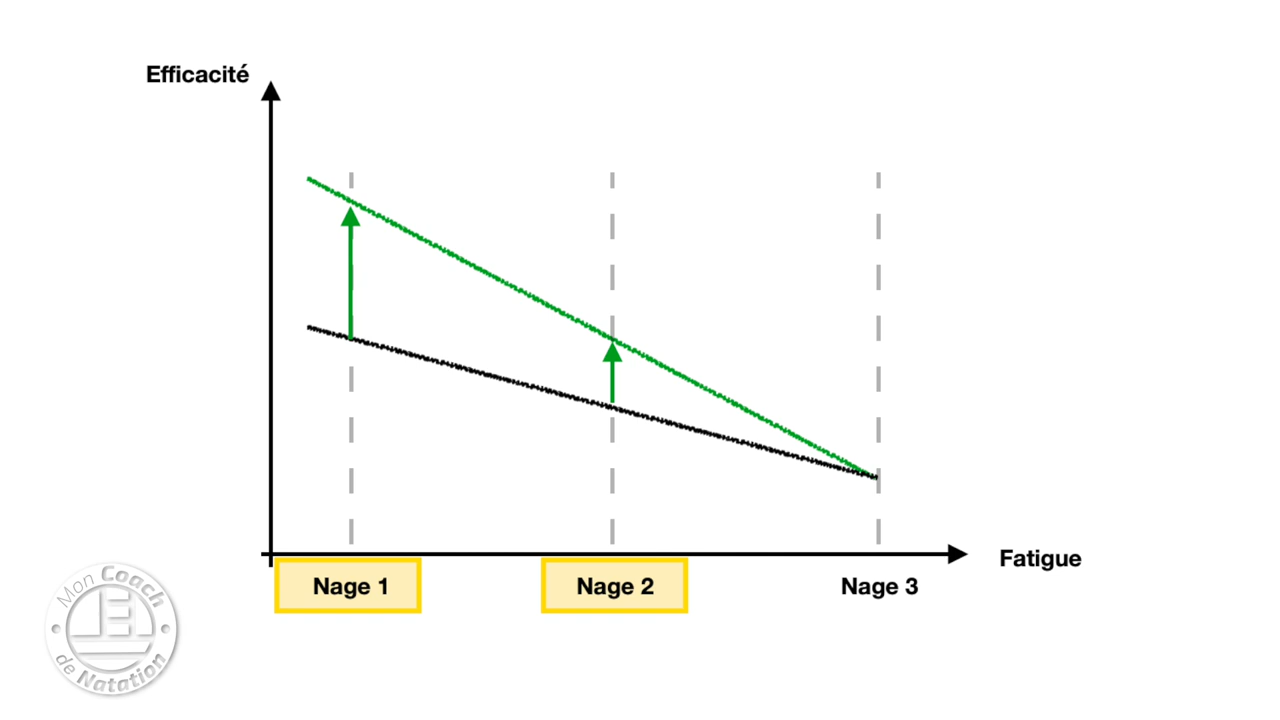 Efficacité
Fatigue
Nage 1
Nage 2
Nage 3
Mon Coach
de Natation